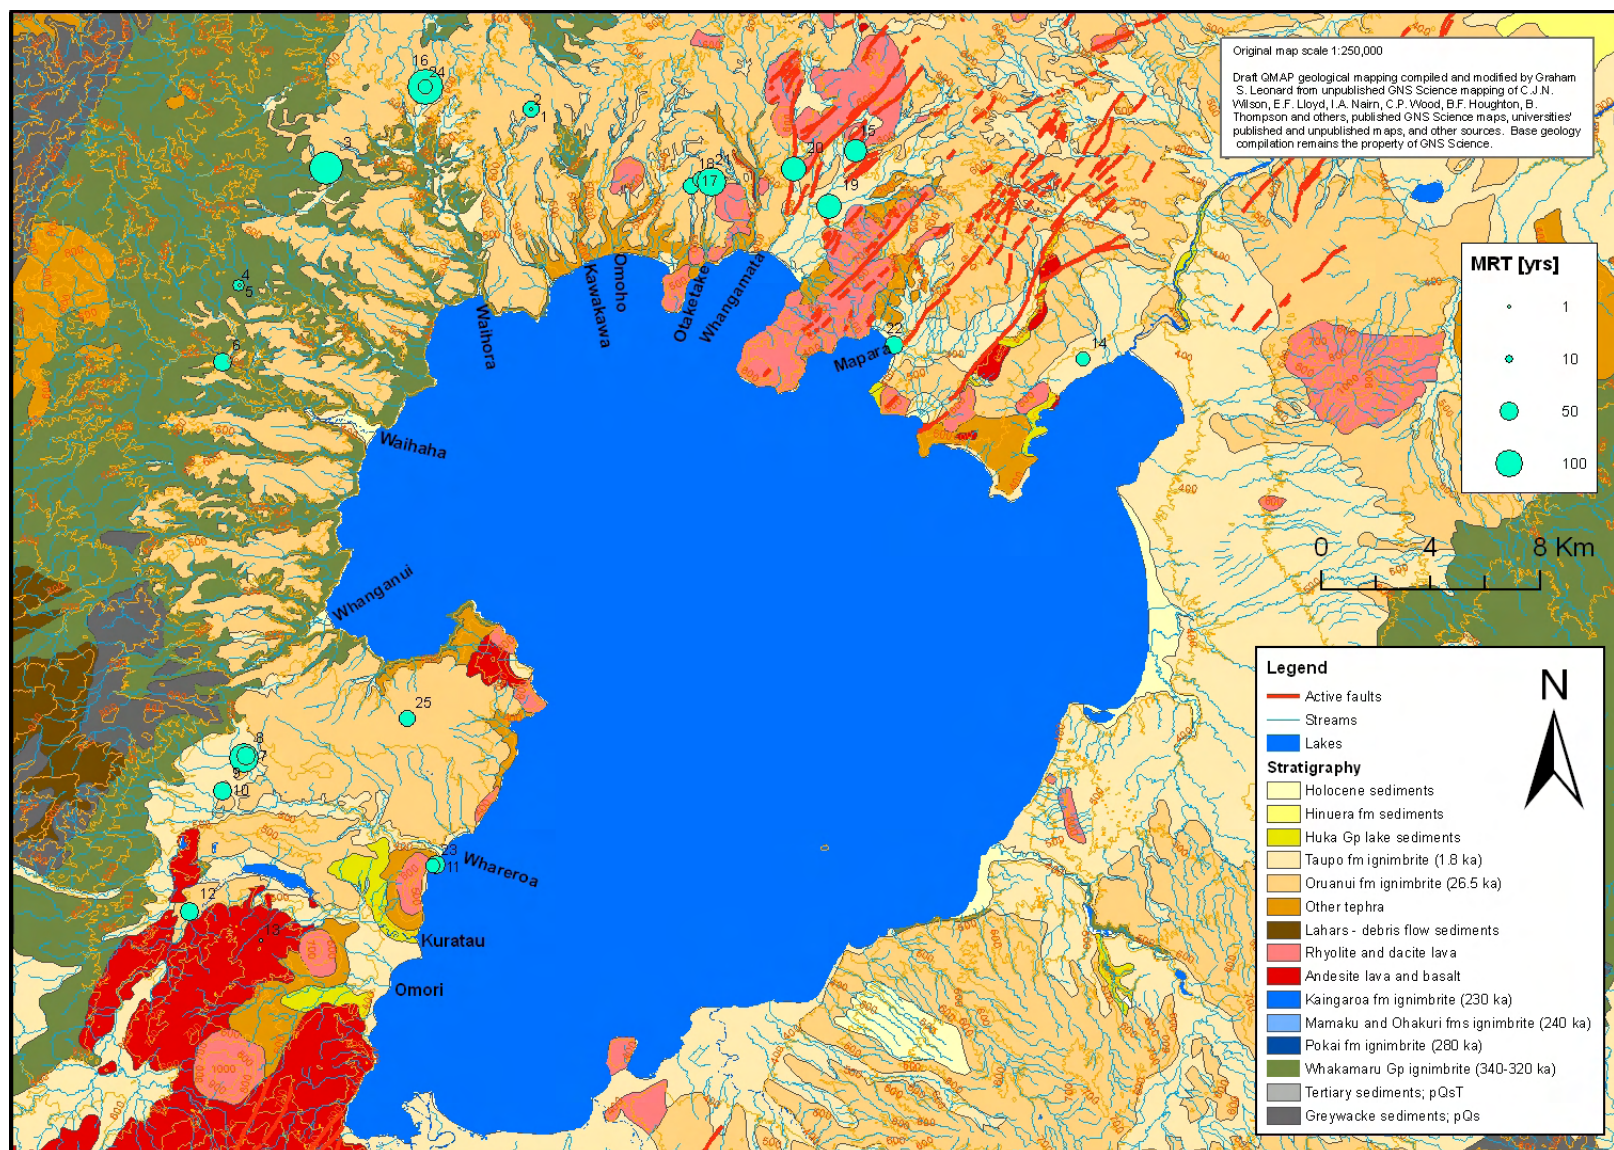 Original map scale 1:250,000
Draft QMAP geological mapping compiled and modified by Graham
S. Leonard from unpublished GNS Science mapping of C.J.N.
Wilson, E.F. Lloyd, I.A. Nairn, C.P. Wood, B.F. Houghton, B.
Thompson and others, published GNS Science maps, universities'
published and unpublished maps, and other sources. Base geology
compilation remains the property of GNS Science.
16
24
2
1
3
15
20
18
21
17
19
4
5
6
22
14
Waihora
Kawakawa
Omoho
Otaketake
Whangamata
Mapara
Waihaha
Whanganui
MRT [yrs]
1
10
50
100
0 4 8 Km
25
8
7
9
10
23
11
Whareroa
12
13
Kuratau
Omori
1000
N
Legend
Active faults
Streams
Lakes
Stratigraphy
Holocene sediments
Hinuera fm sediments
Huka Gp lake sediments
Taupo fm ignimbrite (1.8 ka)
Oruanui fm ignimbrite (26.5 ka)
Other tephra
Lahars - debris flow sediments
Rhyolite and dacite lava
Andesite lava and basalt
Kaingaroa fm ignimbrite (230 ka)
Mamaku and Ohakuri fms ignimbrite (240 ka)
Pokai fm ignimbrite (280 ka)
Whakamaru Gp ignimbrite (340-320 ka)
Tertiary sediments; pQsT
Greywacke sediments; pQs